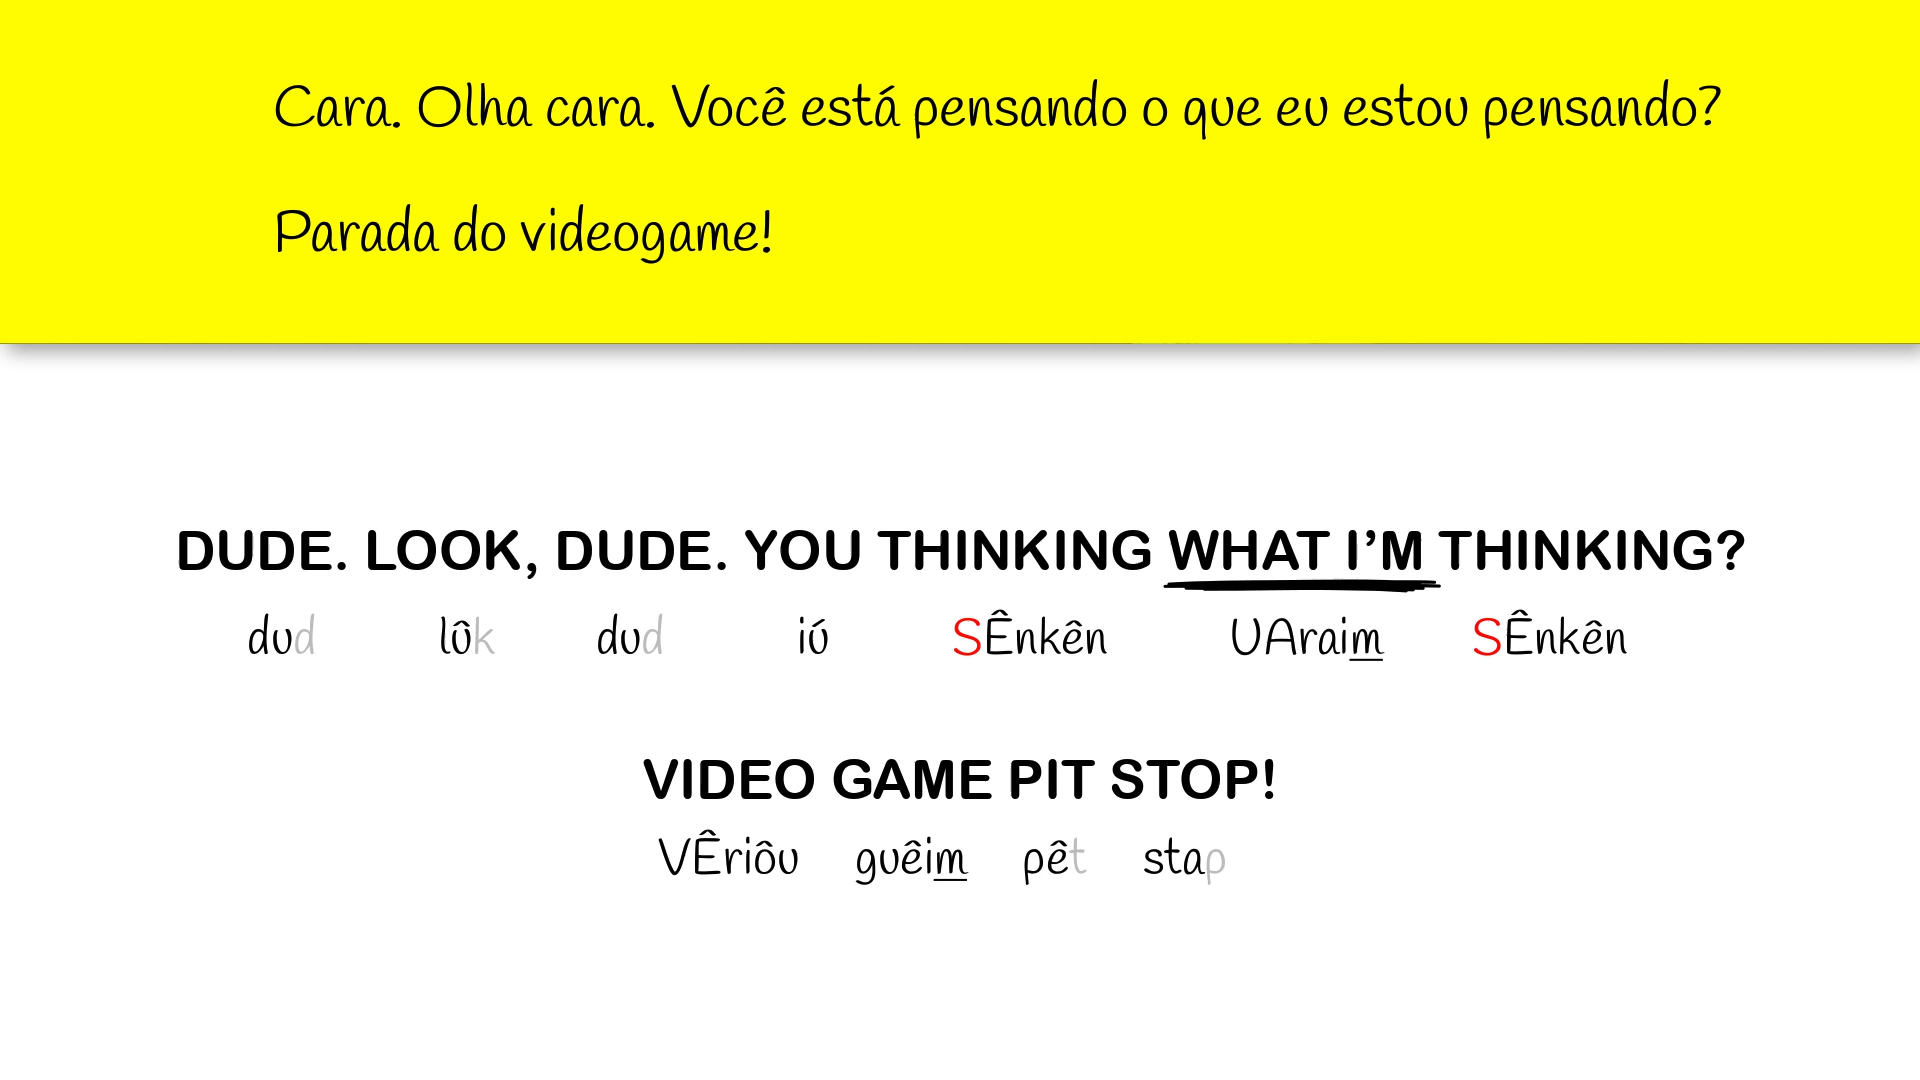 Cara. Olha cara. Você está pensando o que eu estou pensando?
Parada do videogame!
DUDE. LOOK, DUDE. YOU THINKING WHAT I’M THINKING?
dud lûk dud iú SÊnkên UAraim SÊnkên
VIDEO GAME PIT STOP!
VÊriôu guêim pêt stap